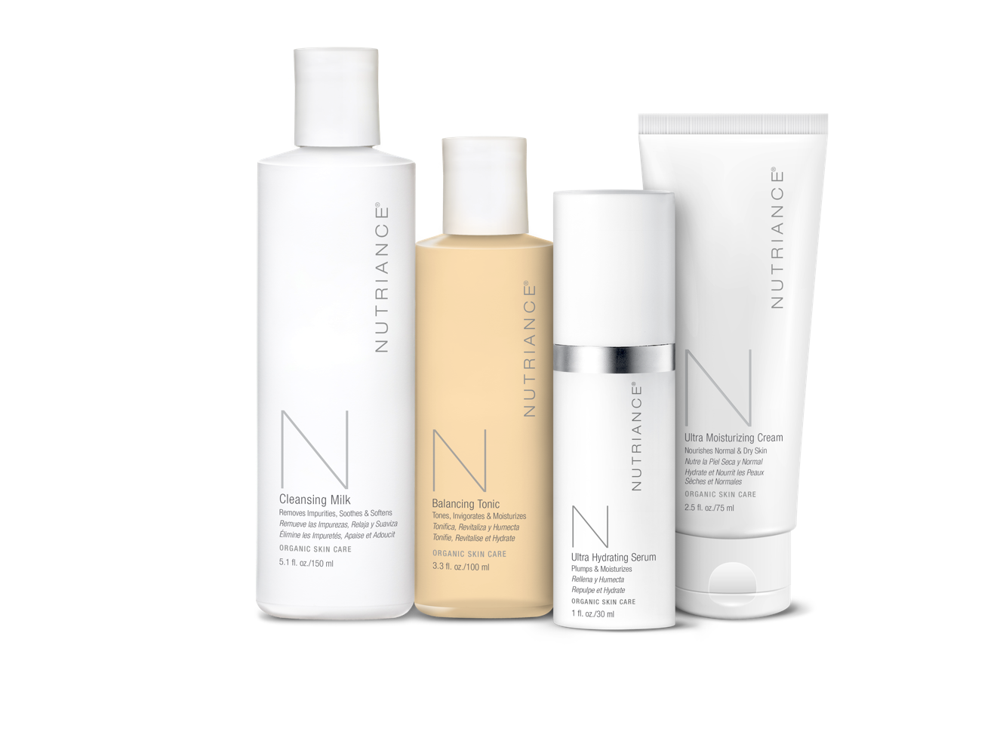 NUTRIANCE®
N
Cleansing Milk
Removes Impurities, Soothes & Softens
Remueve las Impurezas, Relaja y Suaviza
Élimine les Impuretés, Apaise et Adoucit
ORGANIC SKIN CARE
5.1 fl. oz./150 ml
NUTRIANCE®
N
Balancing Tonic
Tones, Invigorates & Moisturizes
Tonifica, Revitaliza y Humecta
Tonifie, Revitalise et Hydrate
ORGANIC SKIN CARE
3.3 fl. oz./100 ml
NUTRIANCE®
N
Ultra Hydrating Serum
Plumps & Moisturizes
Rellena y Humecta
Repulpe et Hydrate
ORGANIC SKIN CARE
1 fl. oz./30 ml
NUTRIANCE®
N
Ultra Moisturizing Cream
Nourishes Normal & Dry Skin
Nutre la Piel Seca y Normal
Hydrate et Nourrit les Peaux
Sèches et Normales
ORGANIC SKIN CARE
2.5 fl. oz./75 ml